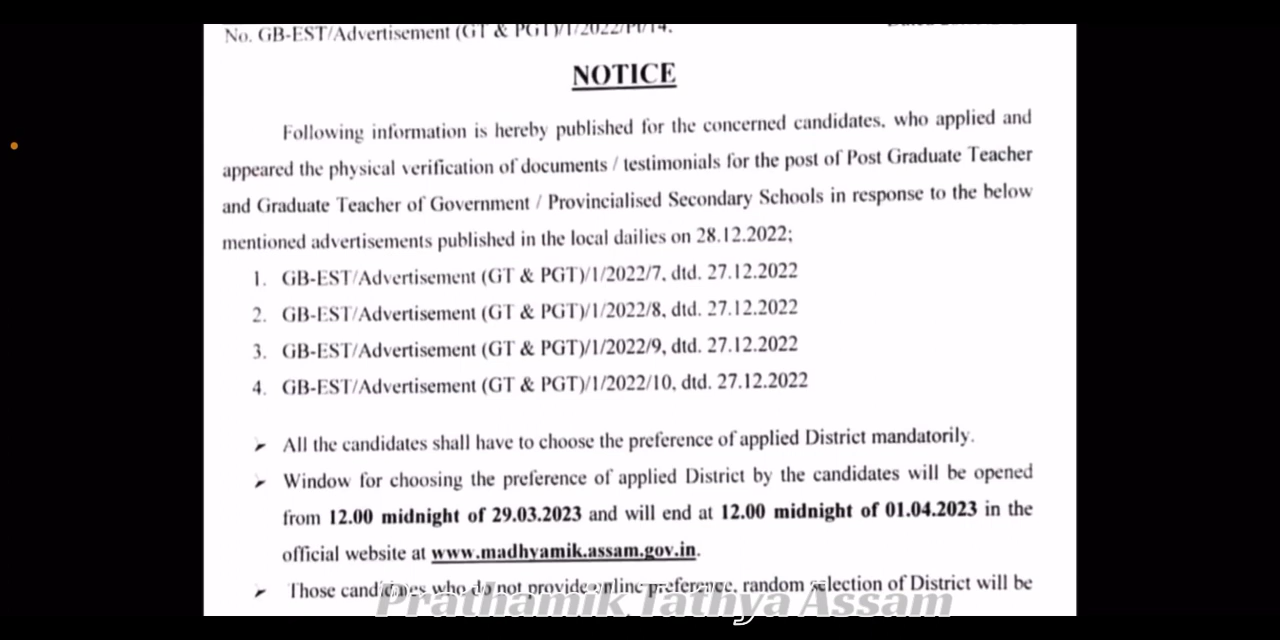 No. GB-EST/Advertisement (GT & PGT)/1/2022/Pt/14.
NOTICE
Following information is hereby published for the concerned candidates, who applied and
appeared the physical verification of documents / testimonials for the post of Post Graduate Teacher
and Graduate Teacher of Government / Provincialised Secondary Schools in response to the below
mentioned advertisements published in the local dailies on 28.12.2022;
1. GB-EST/Advertisement (GT & PGT)/1/2022/7, dtd. 27.12.2022
2. GB-EST/Advertisement (GT & PGT)/1/2022/8, dtd. 27.12.2022
3. GB-EST/Advertisement (GT & PGT)/1/2022/9, dtd. 27.12.2022
4. GB-EST/Advertisement (GT & PGT)/1/2022/10, dtd. 27.12.2022
➤ All the candidates shall have to choose the preference of applied District mandatorily.
➤ Window for choosing the preference of applied District by the candidates will be opened
from 12.00 midnight of 29.03.2023 and will end at 12.00 midnight of 01.04.2023 in the
official website at www.madhyamik.assam.gov.in.
➤ Those candidates who do not provide online preference, random selection of District will be
Prathamik Tathya Assam